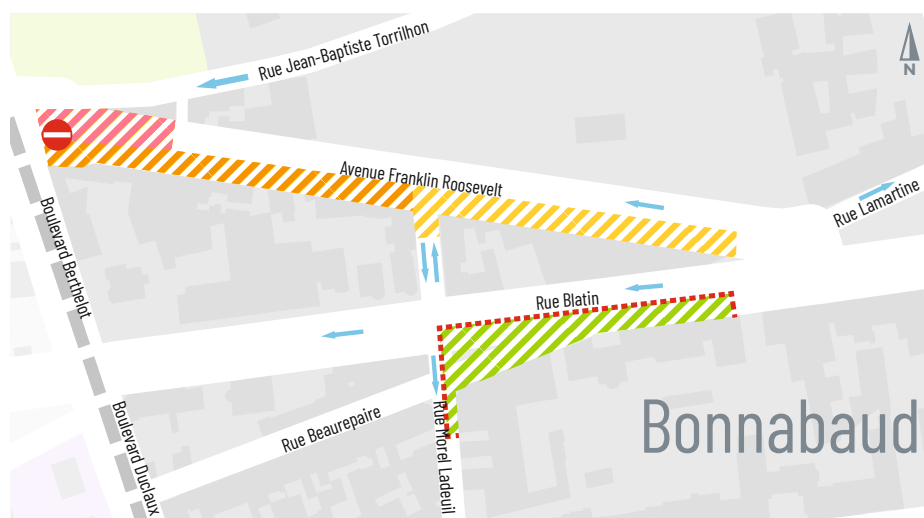 Rue Jean-Baptiste Torrilhon
N
Avenue Franklin Roosevelt
Rue Lamartine
Boulevard Berthelot
Rue Blatin
Bonnabaud
Rue Beaurepaire
Rue Morel Ladeuil
Boulevard Duclaux